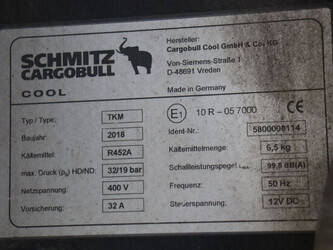 SCHMITZ
CARGOBULL
COOL
Hersteller:
Cargobull Cool GmbH & Co. KG
Von-Siemens-Straße 1
D-48691 Vreden
Made in Germany
Typ / Type: TKM
E1 10 R - 05 7000 CE
Baujahr: 2018
Ident-Nr.: 5800008114
Kältemittel: R452A
Kältemittelmenge: 6,5 kg
max. Druck (ps) HD/ND: 32/19 bar
Schallleistungspegel LWA 99,8 dB(A)
Netzspannung: 400 V
Frequenz: 50 Hz
Vorsicherung: 32 A
Steuerspannung: 12V DC